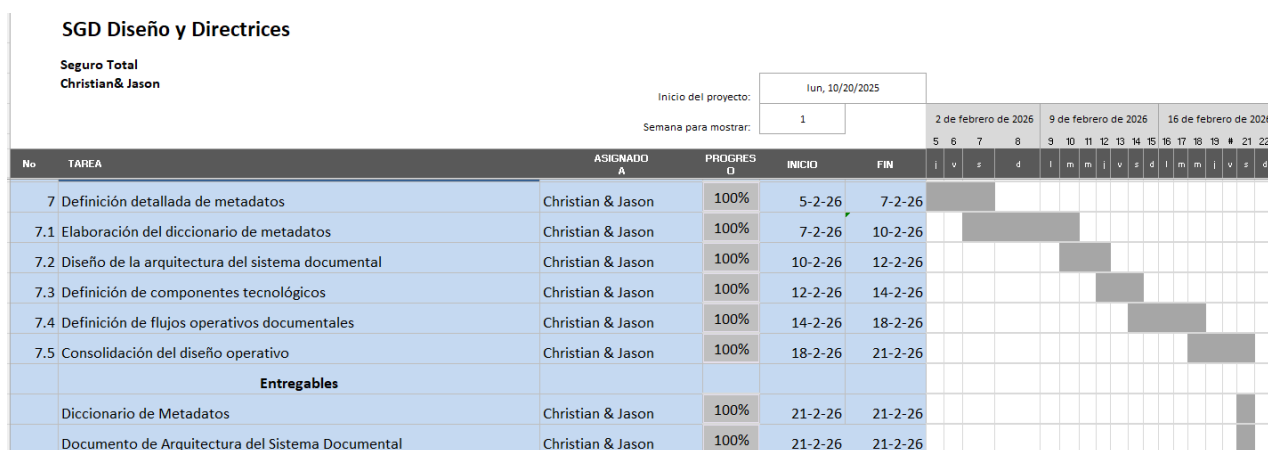 SGD Diseño y Directrices
Seguro Total
Christian& Jason
Inicio del proyecto: lun, 10/20/2025
Semana para mostrar: 1
2 de febrero de 2026 9 de febrero de 2026 16 de febrero de 2026
5 6 7 8 9 10 11 12 13 14 15 16 17 18 19 # 21 22
No TAREA ASIGNADO A PROGRESO INICIO FIN j v s d l m m j v s d l m m j v s d
7 Definición detallada de metadatos Christian & Jason 100% 5-2-26 7-2-26
7.1 Elaboración del diccionario de metadatos Christian & Jason 100% 7-2-26 10-2-26
7.2 Diseño de la arquitectura del sistema documental Christian & Jason 100% 10-2-26 12-2-26
7.3 Definición de componentes tecnológicos Christian & Jason 100% 12-2-26 14-2-26
7.4 Definición de flujos operativos documentales Christian & Jason 100% 14-2-26 18-2-26
7.5 Consolidación del diseño operativo Christian & Jason 100% 18-2-26 21-2-26
Entregables
Diccionario de Metadatos Christian & Jason 100% 21-2-26 21-2-26
Documento de Arquitectura del Sistema Documental Christian & Jason 100% 21-2-26 21-2-26